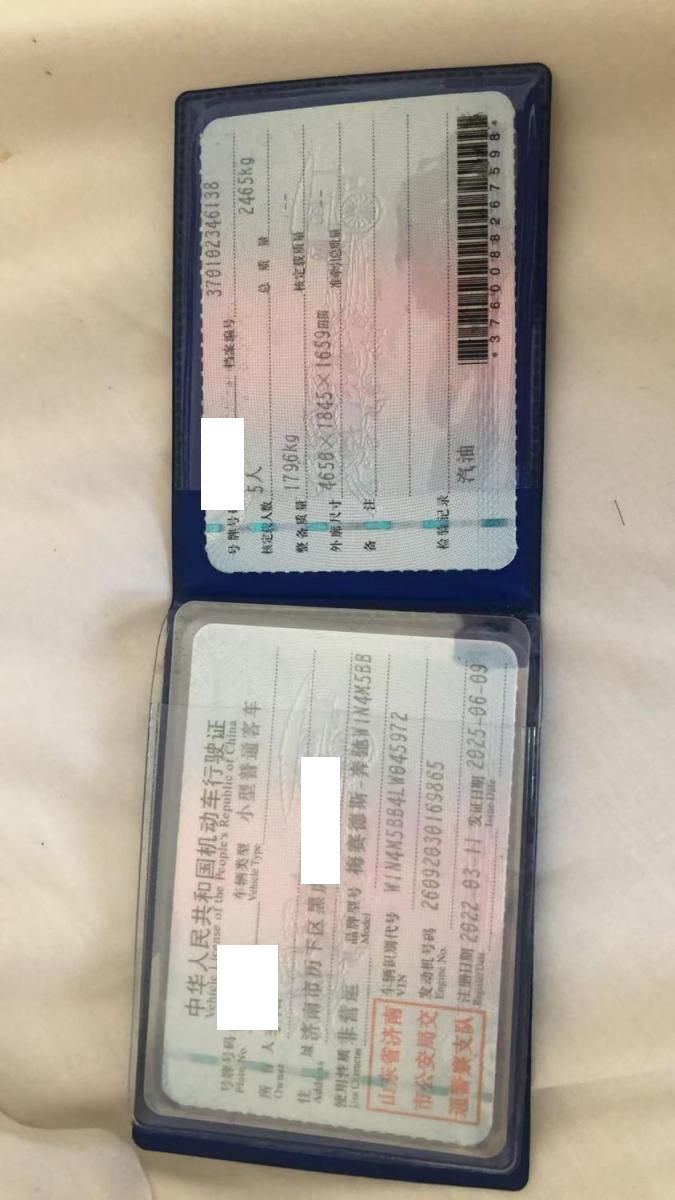 中华人民共和国机动车行驶证
Vehicle License of the People's Republic of China
号牌号码 车辆类型 小型普通客车
Plate No. Vehicle Type
所有人
Owner
住址 济南市历下区黑
Address
使用性质 非营运 品牌型号 梅赛德斯-奔驰W1N4M5BB
Use Character Model
山东省济南
市公安局交
通警察支队
车辆识别代号 W1N4M5BB4LW045972
VIN
发动机号码 26092030169865
Engine No.
注册日期 2022-03-11 发证日期 2025-06-09
Register Date Issue Date
号牌号 档案编号 370102346138
核定载人数 5人 总质量 2465kg
整备质量 1796kg 核定载质量 --
外廓尺寸 4650×1845×1659mm 准牵引总质量 --
备注
检验记录 汽油
*3760088267598*